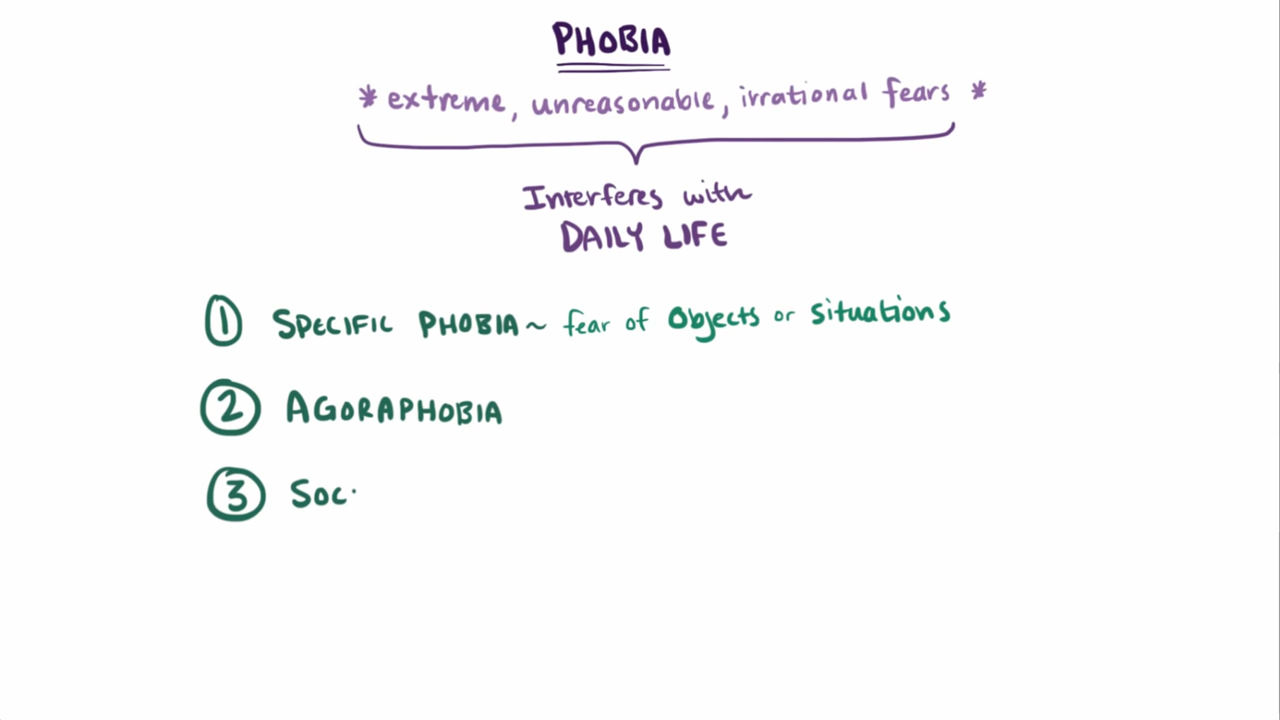 PHOBIA
* extreme, unreasonable, irrational fears *
Interferes with
DAILY LIFE
1 SPECIFIC PHOBIA ~ fear of Objects or Situations
2 AGORAPHOBIA
3 Soc